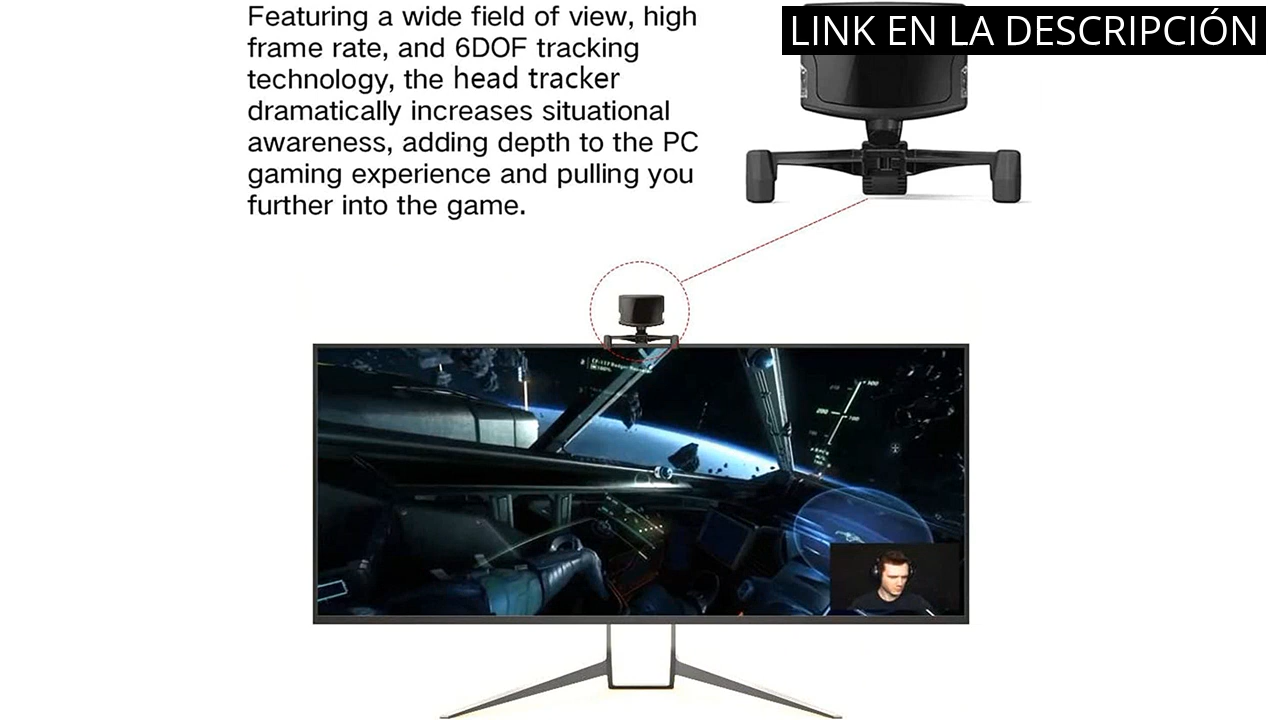 Featuring a wide field of view, high
frame rate, and 6DOF tracking
technology, the head tracker
dramatically increases situational
awareness, adding depth to the PC
gaming experience and pulling you
further into the game.
LINK EN LA DESCRIPCIÓN